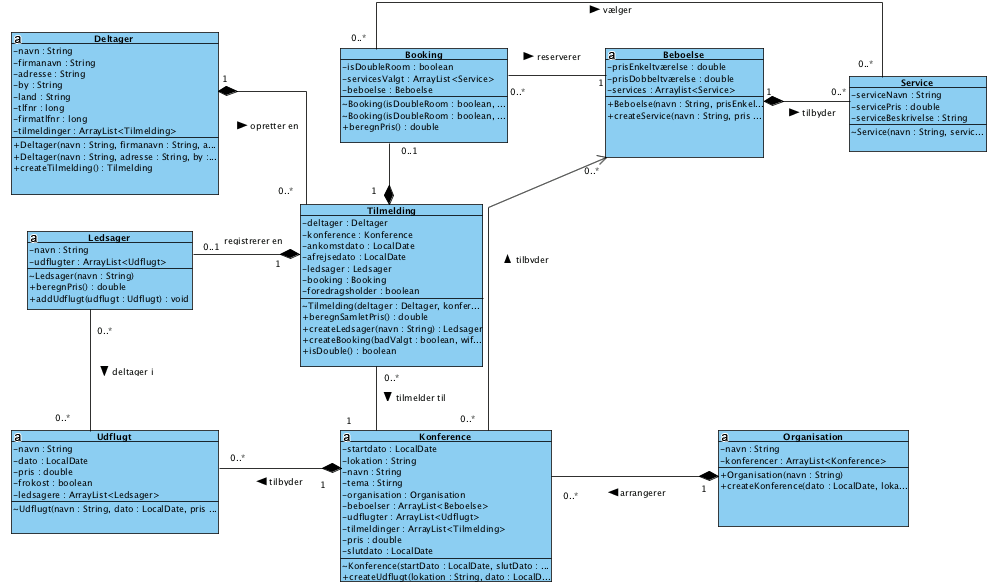 vælger
a
Deltager
-navn : String
-firmanavn : String
-adresse : String
-by : String
-land : String
-tlfnr : long
-firmatlfnr : long
-tilmeldinger : ArrayList<Tilmelding>
+Deltager(navn : String, firmanavn : String, a...
+Deltager(navn : String, adresse : String, by :...
+createTilmelding() : Tilmelding
1
opretter en
0..*
0..*
Booking
-isDoubleRoom : boolean
-servicesValgt : ArrayList<Service>
-beboelse : Beboelse
~Booking(isDoubleRoom : boolean, ...
~Booking(isDoubleRoom : boolean, ...
+beregnPris() : double
reserverer
0..*
1
0..1
1
a
Beboelse
-prisEnkeltværelse : double
-prisDobbeltværelse : double
-services : Arraylist<Service>
+Beboelse(navn : String, prisEnkel...
+createService(navn : String, pris ...
1
tilbyder
0..*
0..*
0..*
Service
-serviceNavn : String
-servicePris : double
-serviceBeskrivelse : String
~Service(navn : String, servic...
a
Ledsager
-navn : String
-udflugter : ArrayList<Udflugt>
~Ledsager(navn : String)
+beregnPris() : double
+addUdflugt(udflugt : Udflugt) : void
0..1
registrerer en
1
Tilmelding
-deltager : Deltager
-konference : Konference
-ankomstdato : LocalDate
-afrejsedato : LocalDate
-ledsager : Ledsager
-booking : Booking
-foredragsholder : boolean
~Tilmelding(deltager : Deltager, konfer...
+beregnSamletPris() : double
+createLedsager(navn : String) : Ledsager
+createBooking(badValgt : boolean, wif...
+isDouble() : boolean
tilbyder
0..*
deltager i
0..*
0..*
tilmelder til
1
0..*
a
Udflugt
-navn : String
-dato : LocalDate
-pris : double
-frokost : boolean
-ledsagere : ArrayList<Ledsager>
~Udflugt(navn : String, dato : LocalDate, pris ...
0..*
tilbyder
1
a
Konference
-startdato : LocalDate
-lokation : String
-navn : String
-tema : String
-organisation : Organisation
-beboelser : ArrayList<Beboelse>
-udflugter : ArrayList<Udflugt>
-tilmeldinger : ArrayList<Tilmelding>
-pris : double
-slutdato : LocalDate
~Konference(startDato : LocalDate, slutDato : ...
+createUdflugt(lokation : String, dato : LocalD...
0..*
arrangerer
1
a
Organisation
-navn : String
-konferencer : ArrayList<Konference>
+Organisation(navn : String)
+createKonference(dato : LocalDate, loka...